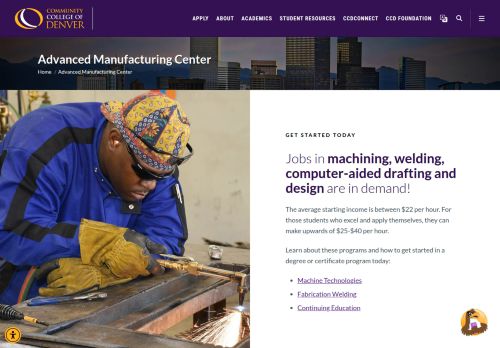 COMMUNITY
COLLEGE OF
DENVER
APPLY ABOUT ACADEMICS STUDENT RESOURCES CCDCONNECT CCD FOUNDATION
Advanced Manufacturing Center
Home / Advanced Manufacturing Center
GET STARTED TODAY
Jobs in machining, welding,
computer-aided drafting and
design are in demand!
The average starting income is between $22 per hour. For
those students who excel and apply themselves, they can
make upwards of $25-$40 per hour.
Learn about these programs and how to get started in a
degree or certificate program today:
Machine Technologies
Fabrication Welding
Continuing Education